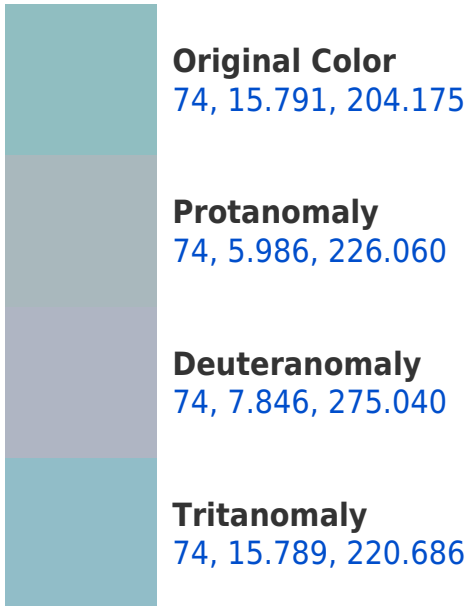 Original Color
74, 15.791, 204.175
Protanomaly
74, 5.986, 226.060
Deuteranomaly
74, 7.846, 275.040
Tritanomaly
74, 15.789, 220.686